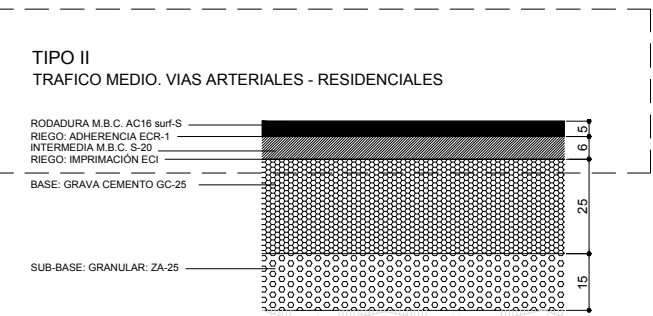 TIPO II
TRAFICO MEDIO. VIAS ARTERIALES - RESIDENCIALES
RODADURA M.B.C. AC16 surf-S
5
RIEGO: ADHERENCIA ECR-1
INTERMEDIA M.B.C. S-20
6
RIEGO: IMPRIMACIÓN ECI
BASE: GRAVA CEMENTO GC-25
25
SUB-BASE: GRANULAR: ZA-25
15